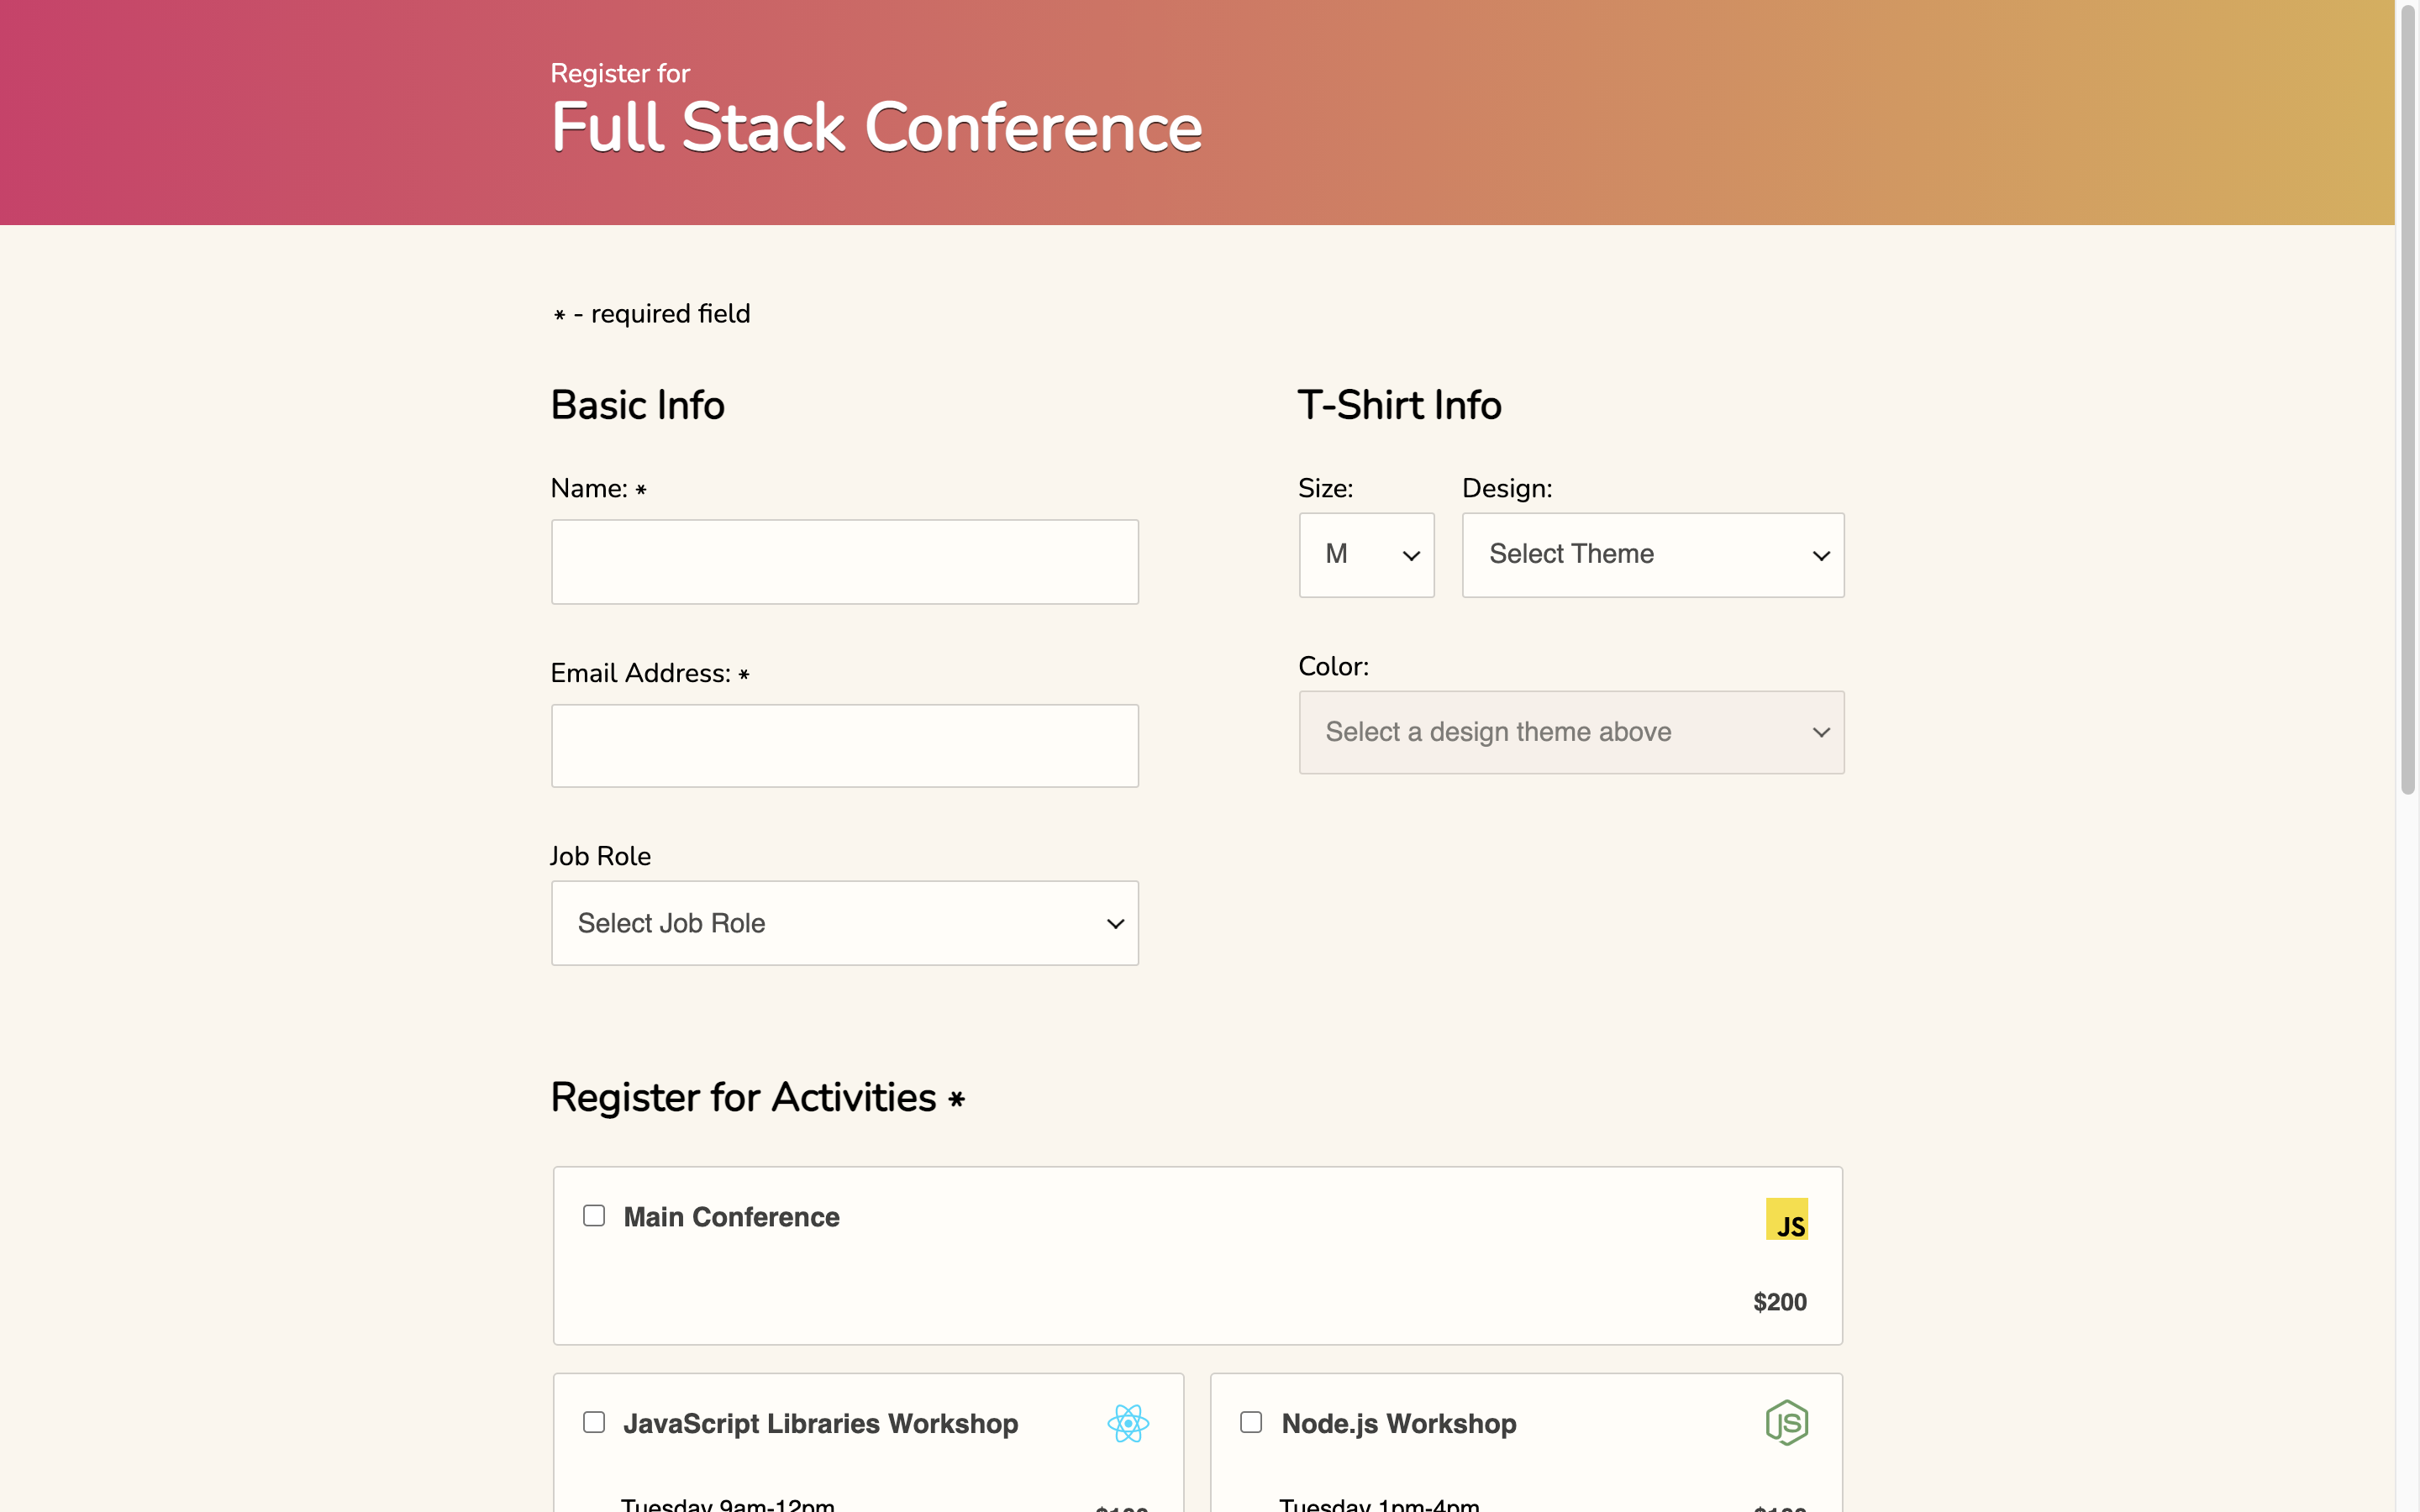 Register for
Full Stack Conference
* - required field
Basic Info
Name: *
Email Address: *
Job Role
Select Job Role
T-Shirt Info
Size:
M
Design:
Select Theme
Color:
Select a design theme above
Register for Activities *
Main Conference
JS
$200
JavaScript Libraries Workshop
Tuesday 9am-12pm
$100
Node.js Workshop
JS
Tuesday 1pm-4pm
$100